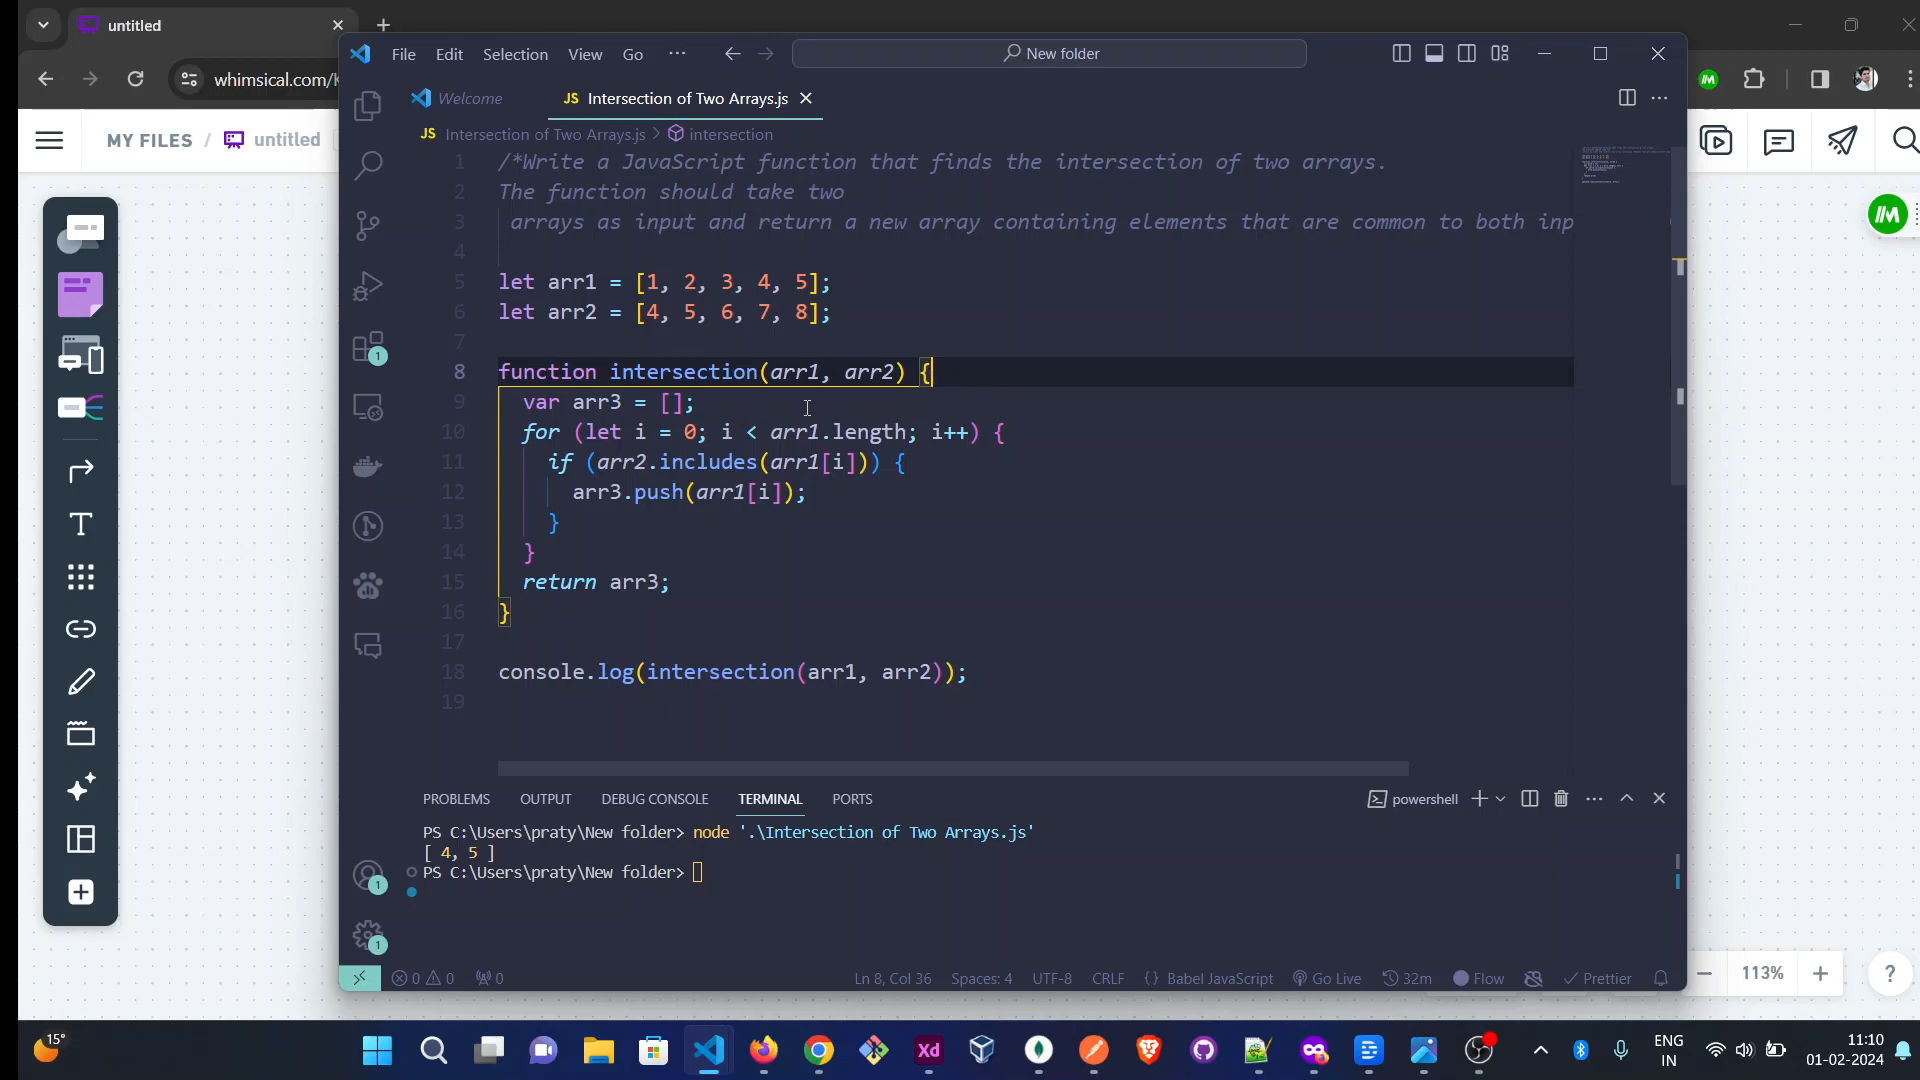 untitled
whimsical.com/
MY FILES / untitled
File Edit Selection View Go ···
New folder
Welcome
JS Intersection of Two Arrays.js
JS Intersection of Two Arrays.js > intersection
1 /*Write a JavaScript function that finds the intersection of two arrays.
2 The function should take two
3 arrays as input and return a new array containing elements that are common to both inp
4
5 let arr1 = [1, 2, 3, 4, 5];
6 let arr2 = [4, 5, 6, 7, 8];
7
8 function intersection(arr1, arr2) {
9 var arr3 = [];
10 for (let i = 0; i < arr1.length; i++) {
11 if (arr2.includes(arr1[i])) {
12 arr3.push(arr1[i]);
13 }
14 }
15 return arr3;
16 }
17
18 console.log(intersection(arr1, arr2));
19
PROBLEMS OUTPUT DEBUG CONSOLE TERMINAL PORTS
powershell
PS C:\Users\praty\New folder> node '.\Intersection of Two Arrays.js'
[ 4, 5 ]
PS C:\Users\praty\New folder>
1
1
1
0 0 0
Ln 8, Col 36 Spaces: 4 UTF-8 CRLF {} Babel JavaScript Go Live 32m Flow Prettier
113%
?
15°
Xd
ENG
IN
11:10
01-02-2024